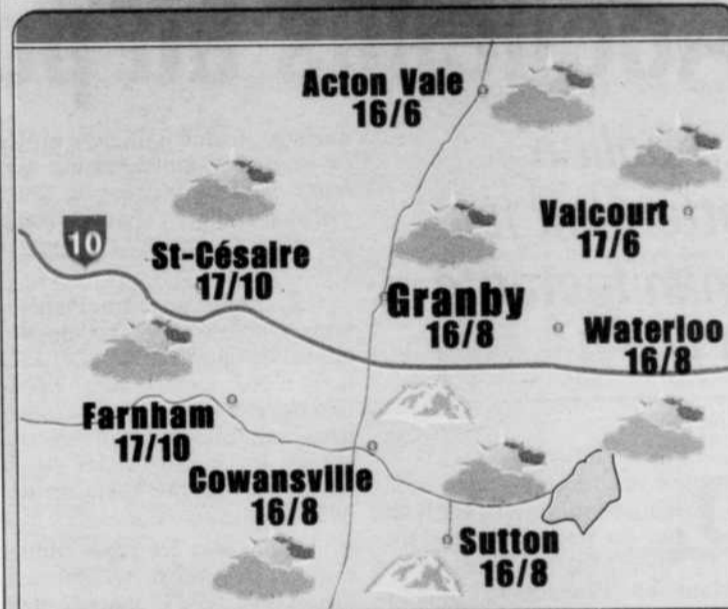 Acton Vale
16/6
Valcourt
17/6
10
St-Césaire
17/10
Granby
16/8
Waterloo
16/8
Farnham
17/10
Cowansville
16/8
Sutton
16/8